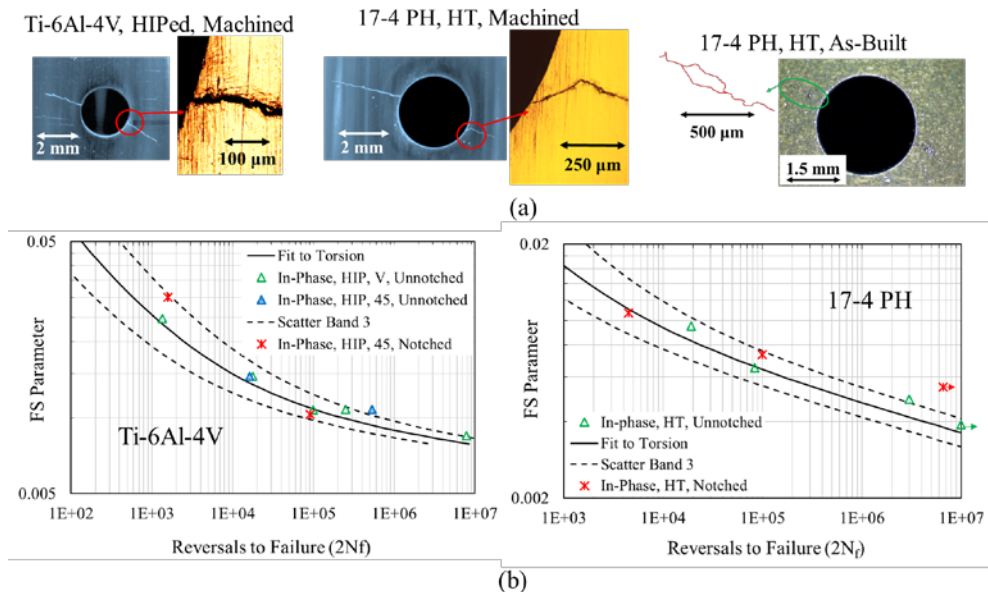 Ti-6Al-4V, HIPed, Machined
17-4 PH, HT, Machined
17-4 PH, HT, As-Built
2 mm
100 µm
2 mm
250 µm
500 µm
1.5 mm
(a)
0.05
Fit to Torsion
In-Phase, HIP, V, Unnotched
In-Phase, HIP, 45, Unnotched
Scatter Band 3
In-Phase, HIP, 45, Notched
FS Parameter
Ti-6Al-4V
0.005
1E+02 1E+03 1E+04 1E+05 1E+06 1E+07
Reversals to Failure (2Nf)
0.02
17-4 PH
FS Parameer
In-phase, HT, Unnotched
Fit to Torsion
Scatter Band 3
In-Phase, HT, Notched
0.002
1E+03 1E+04 1E+05 1E+06 1E+07
Reversals to Failure (2Nf)
(b)